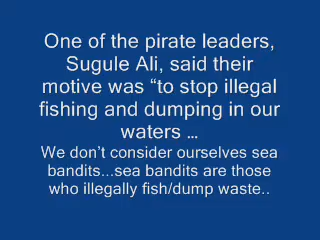 One of the pirate leaders,
Sugule Ali, said their
motive was “to stop illegal
fishing and dumping in our
waters …
We don’t consider ourselves sea
bandits...sea bandits are those
who illegally fish/dump waste..